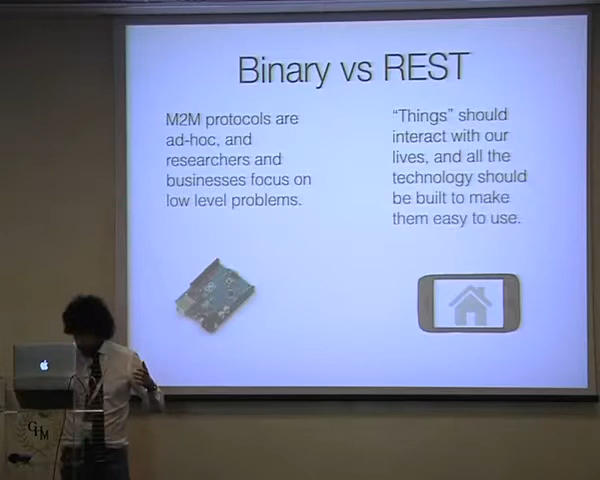 Binary vs REST
M2M protocols are
ad-hoc, and
researchers and
businesses focus on
low level problems.
“Things” should
interact with our
lives, and all the
technology should
be built to make
them easy to use.
GHM